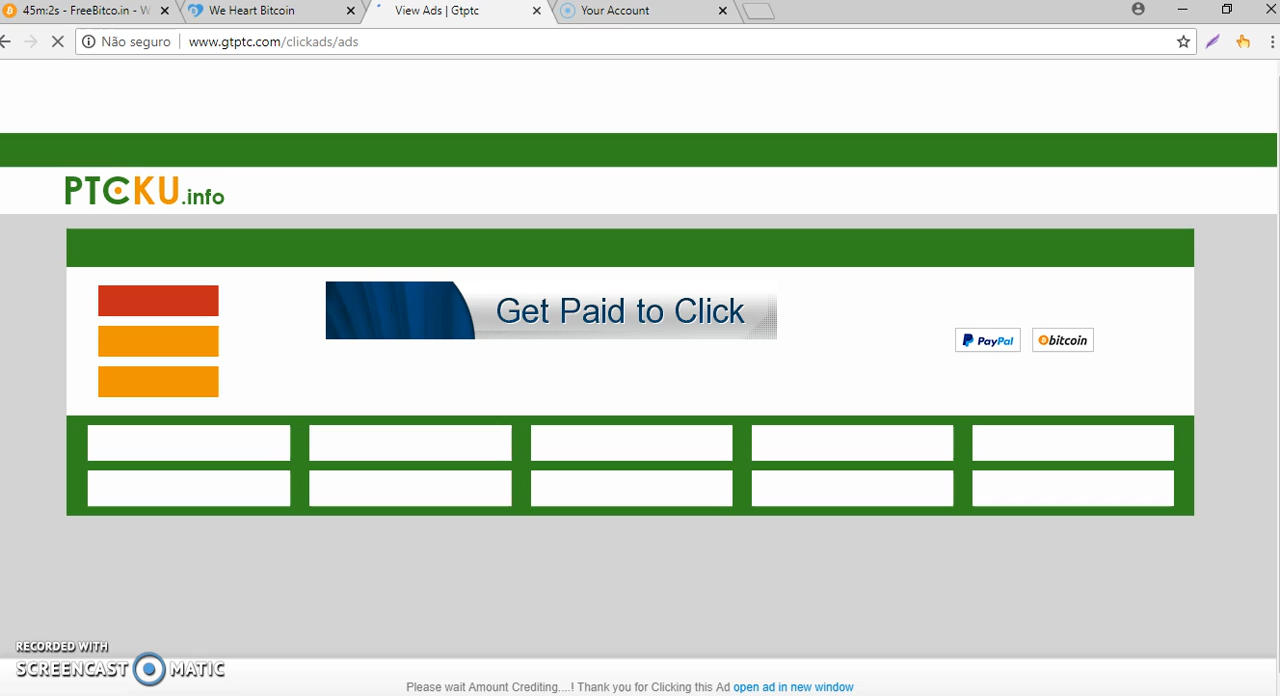 45m:2s - FreeBitco.in - W
We Heart Bitcoin
View Ads | Gtptc
Your Account
Não seguro
www.gtptc.com/clickads/ads
PTCKU.info
Get Paid to Click
PayPal
bitcoin
RECORDED WITH
SCREENCAST MATIC
Please wait Amount Crediting....! Thank you for Clicking this Ad open ad in new window